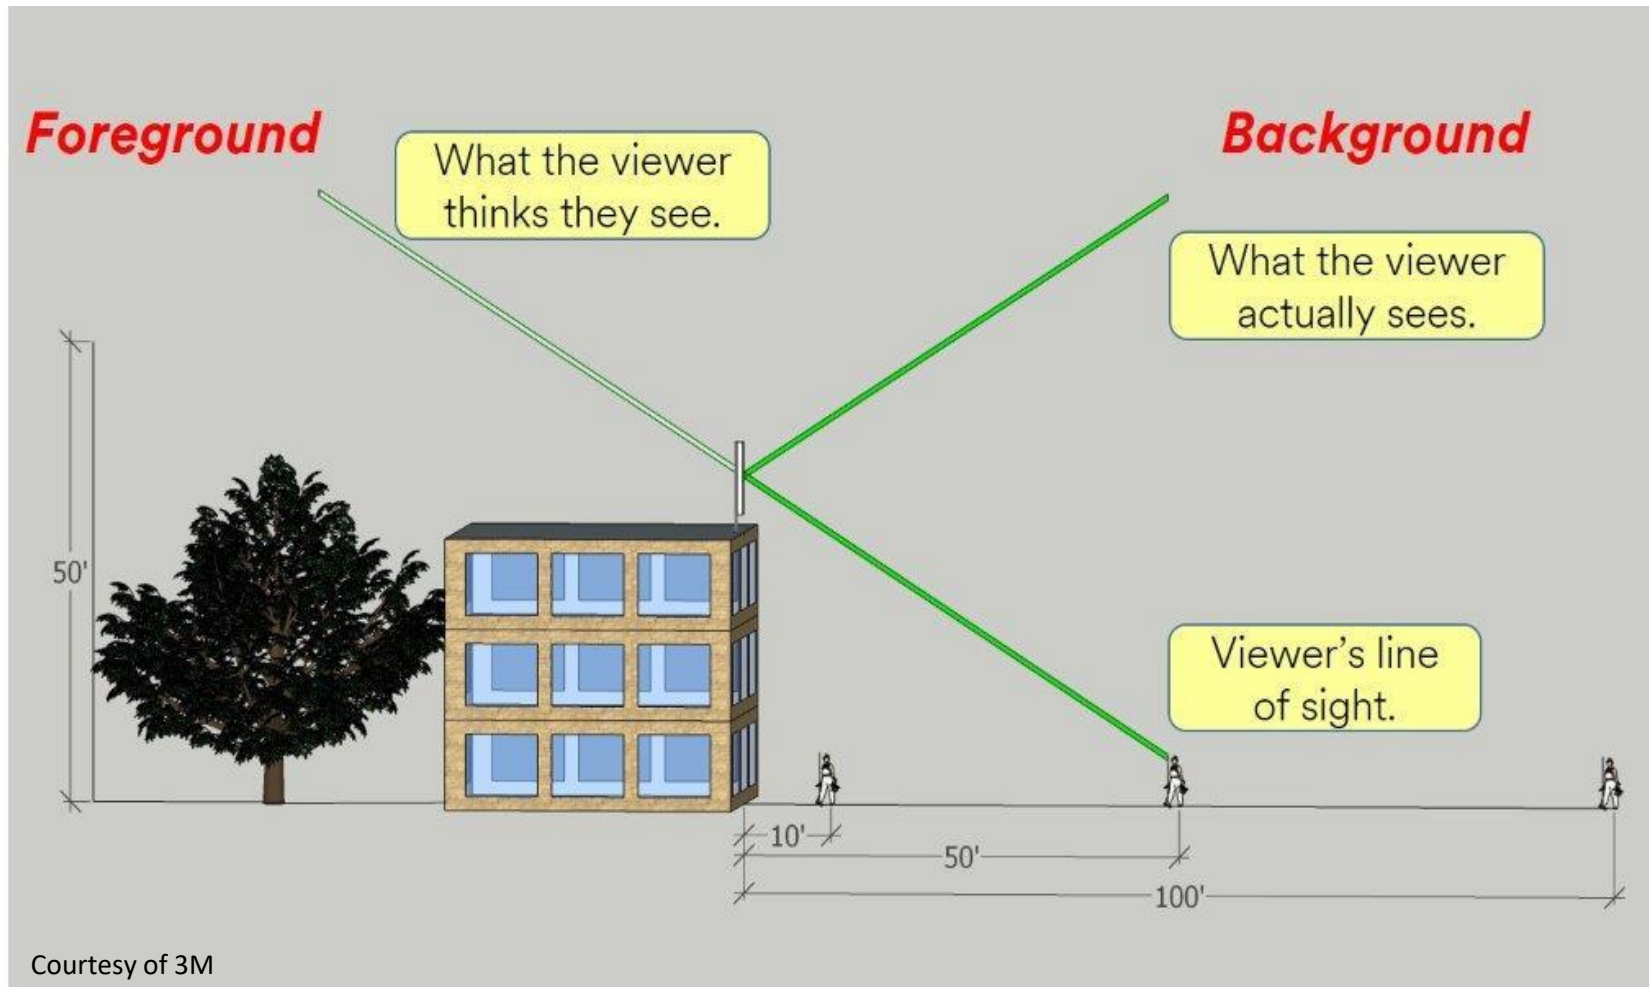 Foreground
What the viewer
thinks they see.
Background
What the viewer
actually sees.
50'
Viewer's line
of sight.
10'
50'
100'
Courtesy of 3M